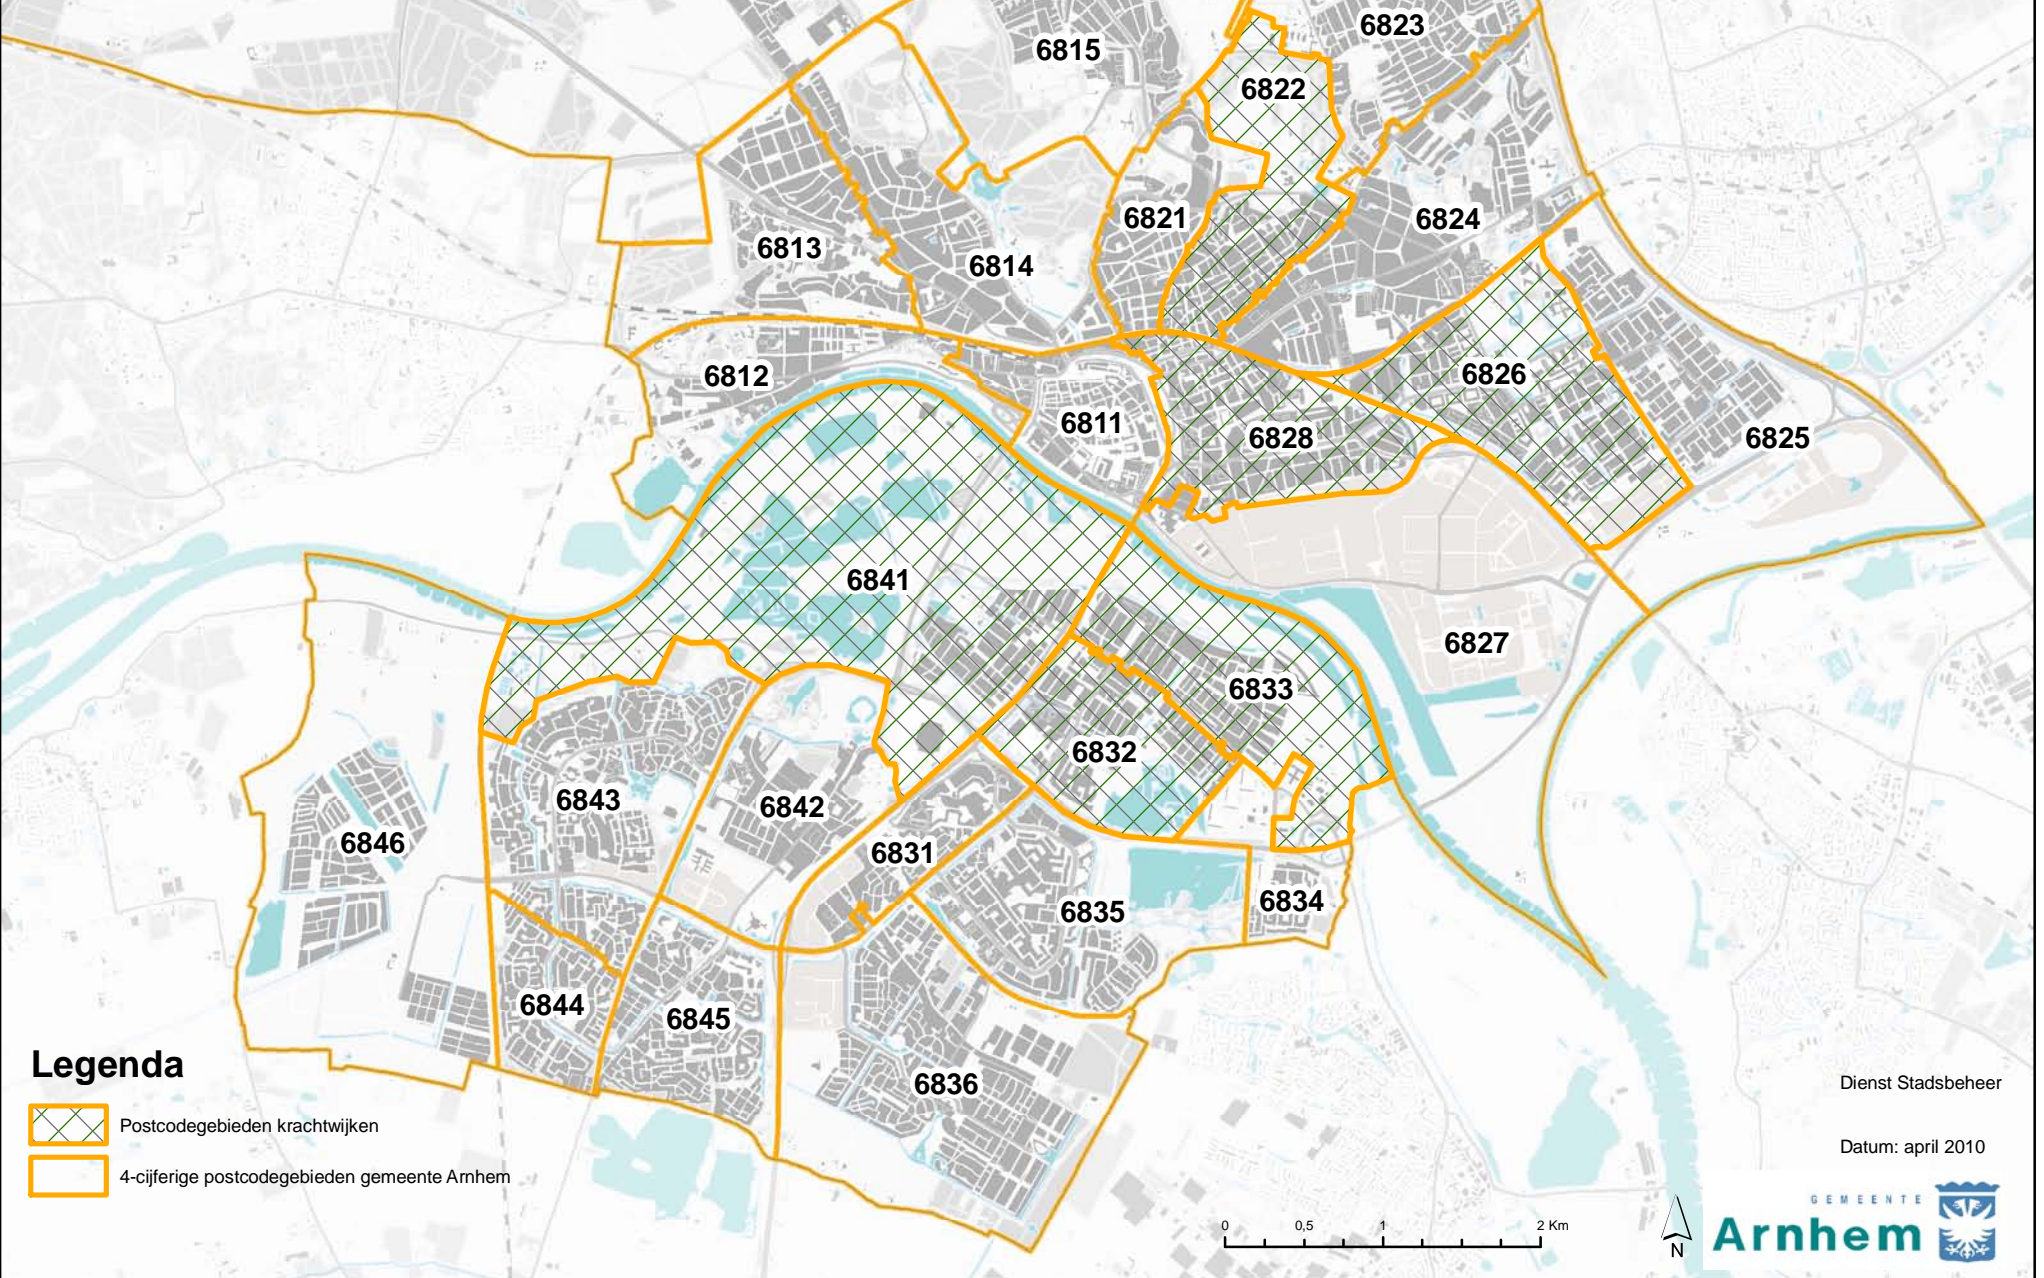 6815
6823
6822
6821
6824
6813
6814
6812
6826
6811
6828
6825
6841
6827
6833
6832
6843
6842
6846
6831
6835
6834
6844
6845
6836
Legenda
Postcodegebieden krachtwijken
4-cijferige postcodegebieden gemeente Arnhem
Dienst Stadsbeheer
Datum: april 2010
0 0,5 1 2 Km
N
GEMEENTE
Arnhem